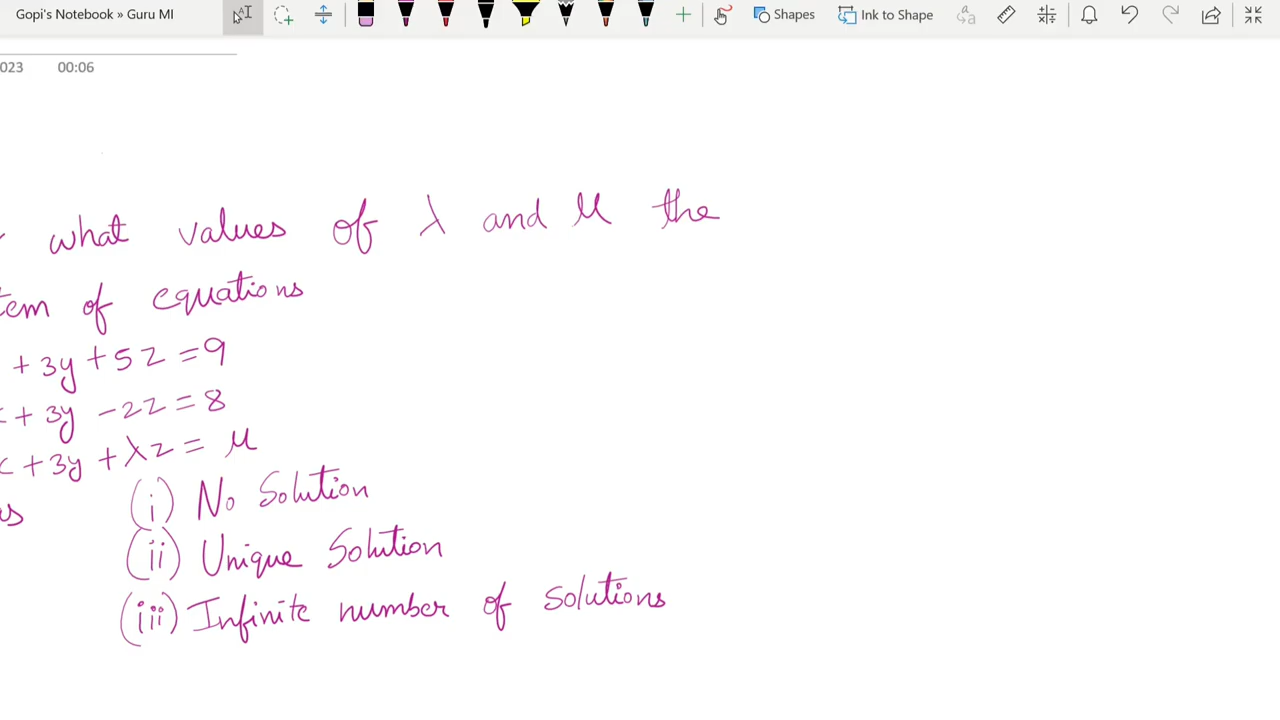 Gopi's Notebook » Guru MI
Shapes
Ink to Shape
023 00:06
what values of λ and μ the
tem of equations
+ 3y + 5z = 9
+ 3y - 2z = 8
+ 3y + λz = μ
(i) No Solution
(ii) Unique Solution
(iii) Infinite number of solutions